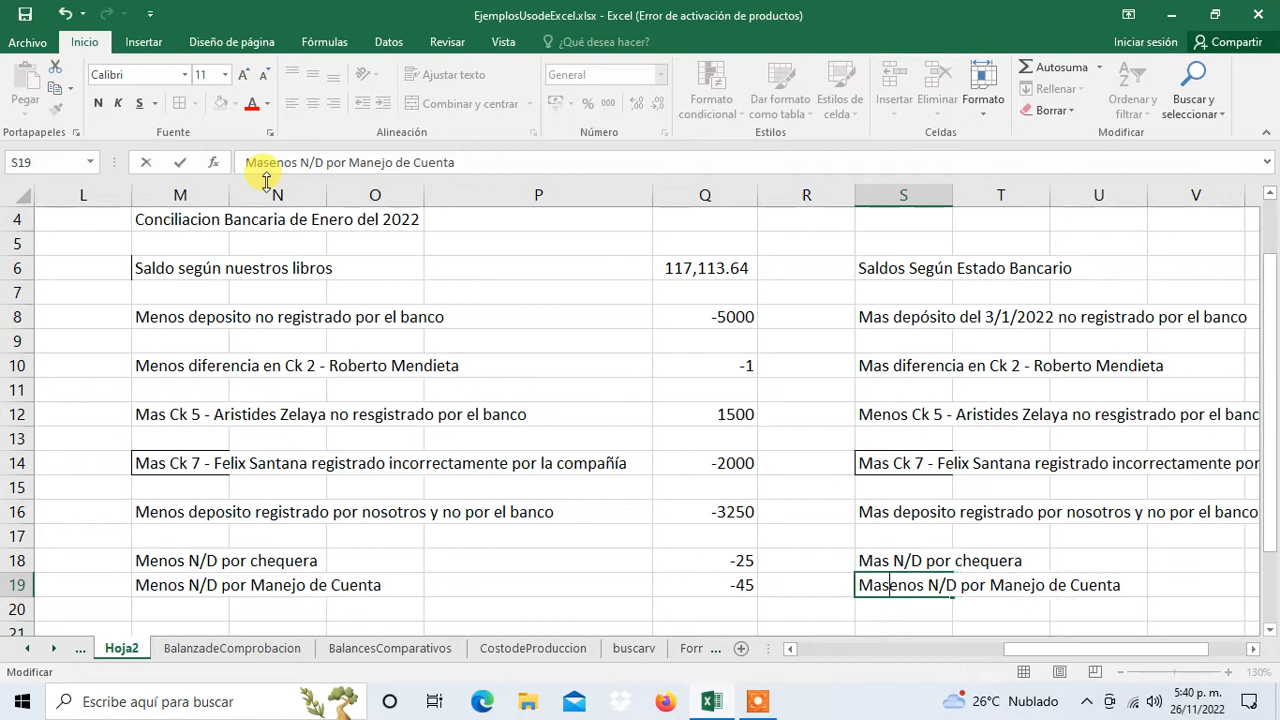 EjemplosUsodeExcel.xlsx - Excel (Error de activación de productos)
Archivo Inicio Insertar Diseño de página Fórmulas Datos Revisar Vista ¿Qué desea hacer? Iniciar sesión Compartir
Pegar Calibri 11 Ajustar texto General Autosuma
N K S A Combinar y centrar % 000 Formato condicional Dar formato como tabla Estilos de celda Insertar Eliminar Formato Rellenar Borrar Ordenar y filtrar Buscar y seleccionar
Portapapeles Fuente Alineación Número Estilos Celdas Modificar
S19 fx Masenos N/D por Manejo de Cuenta
L M N O P Q R S T U V
4 Conciliacion Bancaria de Enero del 2022
5
6 Saldo según nuestros libros 117,113.64 Saldos Según Estado Bancario
7
8 Menos deposito no registrado por el banco -5000 Mas depósito del 3/1/2022 no registrado por el banco
9
10 Menos diferencia en Ck 2 - Roberto Mendieta -1 Mas diferencia en Ck 2 - Roberto Mendieta
11
12 Mas Ck 5 - Aristides Zelaya no resgistrado por el banco 1500 Menos Ck 5 - Aristides Zelaya no resgistrado por el banc
13
14 Mas Ck 7 - Felix Santana registrado incorrectamente por la compañía -2000 Mas Ck 7 - Felix Santana registrado incorrectamente por
15
16 Menos deposito registrado por nosotros y no por el banco -3250 Mas deposito registrado por nosotros y no por el banco
17
18 Menos N/D por chequera -25 Mas N/D por chequera
19 Menos N/D por Manejo de Cuenta -45 Masenos N/D por Manejo de Cuenta
20
21
... Hoja2 BalanzadeComprobacion BalancesComparativos CostodeProduccion buscarv Forr ...
Modificar 130%
Escribe aquí para buscar 26°C Nublado 5:40 p. m.
26/11/2022